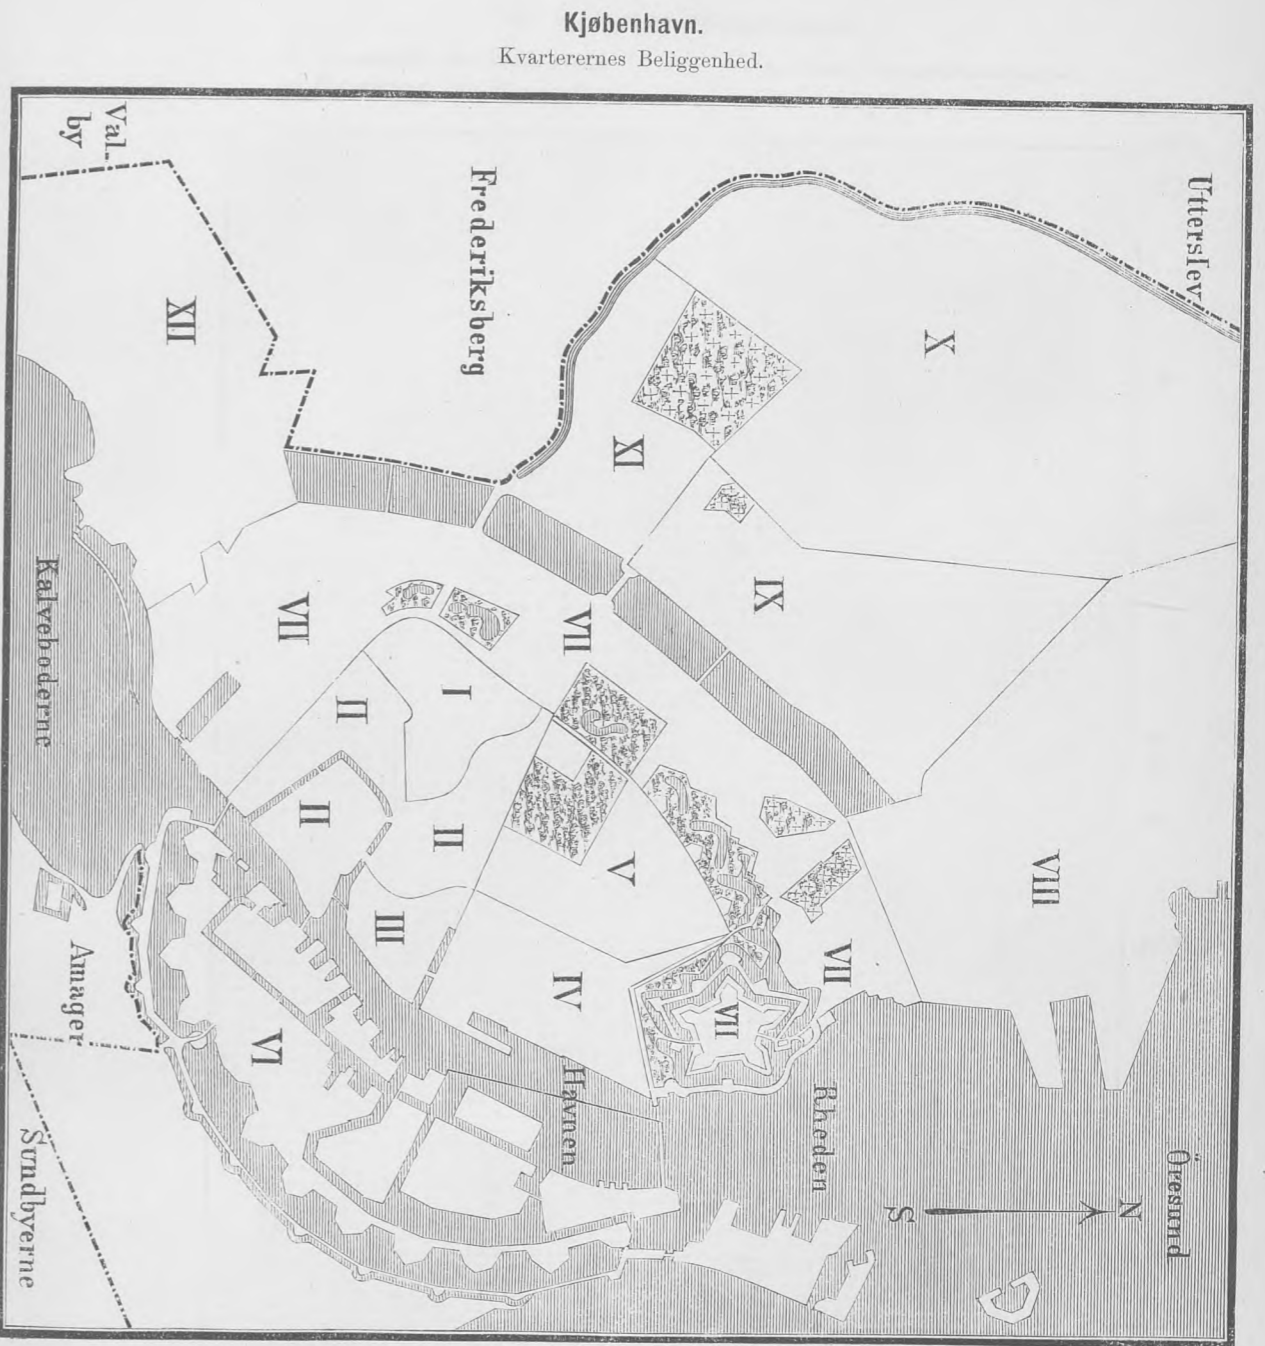 Kjøbenhavn.
Kvarterernes Beliggenhed.
Val-
by
Frederiksberg
Utterslev
XII
X
XI
IX
VII
VII
I
II
II
II
III
IV
V
VI
VII
VII
VIII
Kalveboderne
Amager
Sundbyerne
Havnen
Rheden
Öresund
N
S